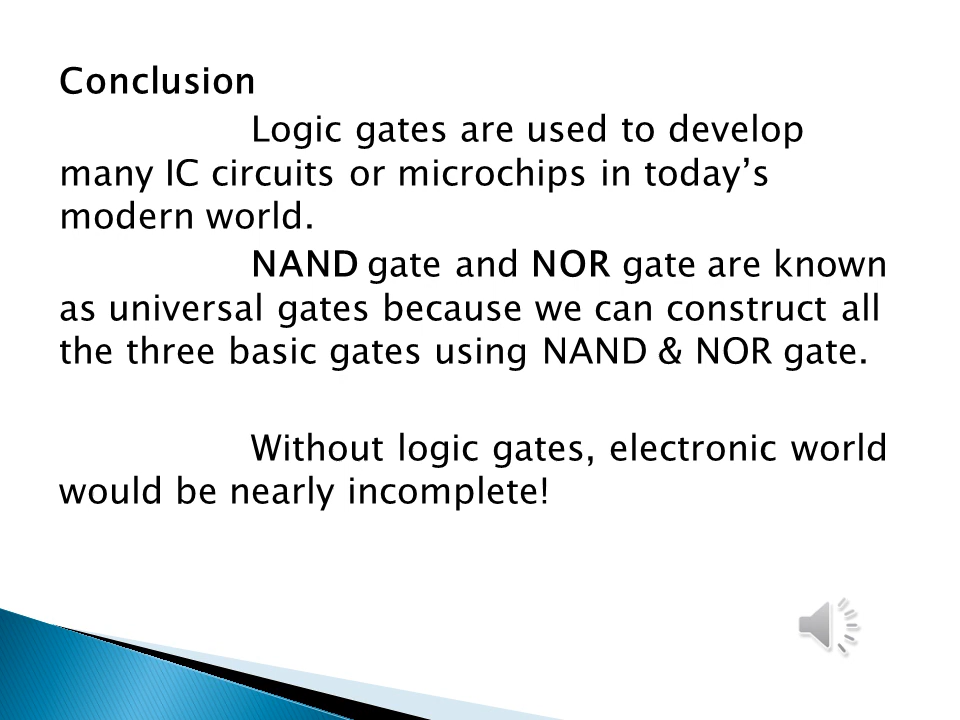 Conclusion
Logic gates are used to develop
many IC circuits or microchips in today’s
modern world.
NAND gate and NOR gate are known
as universal gates because we can construct all
the three basic gates using NAND & NOR gate.
Without logic gates, electronic world
would be nearly incomplete!